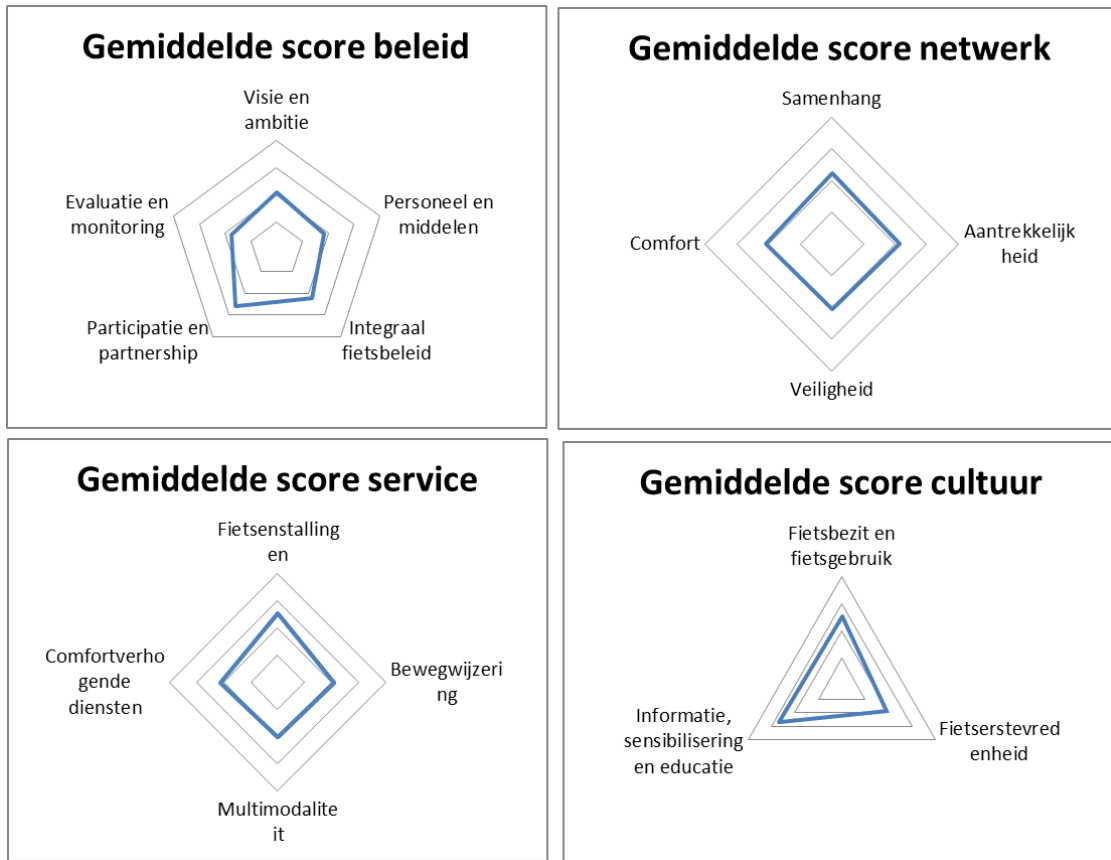 Gemiddelde score beleid
Visie en
ambitie
Personeel en
middelen
Integraal
fietsbeleid
Participatie en
partnership
Evaluatie en
monitoring
Gemiddelde score netwerk
Samenhang
Aantrekkelijk
heid
Veiligheid
Comfort
Gemiddelde score service
Fietsenstalling
en
Bewegwijzeri
ng
Multimodalite
it
Comfortverho
gende
diensten
Gemiddelde score cultuur
Fietsbezit en
fietsgebruik
Fietserstevred
enheid
Informatie,
sensibilisering
en educatie